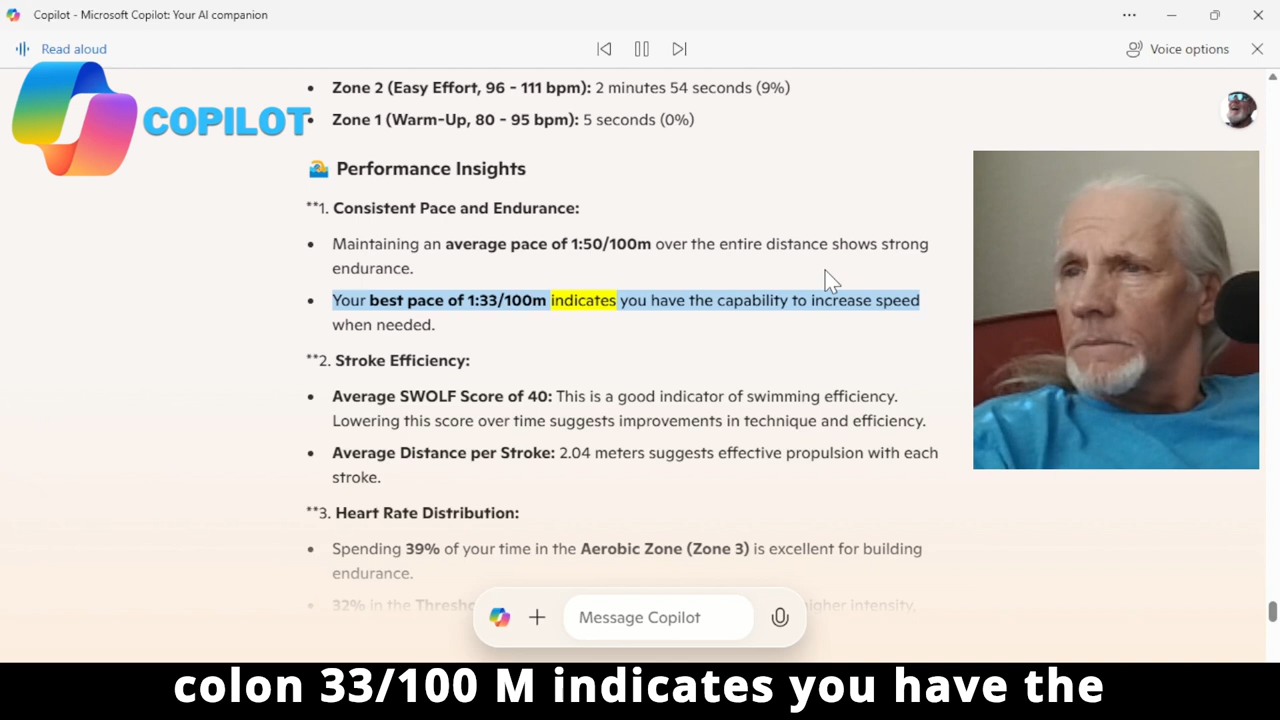 Copilot - Microsoft Copilot: Your AI companion
Read aloud
Voice options
COPILOT
• Zone 2 (Easy Effort, 96 - 111 bpm): 2 minutes 54 seconds (9%)
• Zone 1 (Warm-Up, 80 - 95 bpm): 5 seconds (0%)
Performance Insights
**1. Consistent Pace and Endurance:
• Maintaining an average pace of 1:50/100m over the entire distance shows strong
endurance.
• Your best pace of 1:33/100m indicates you have the capability to increase speed
when needed.
**2. Stroke Efficiency:
• Average SWOLF Score of 40: This is a good indicator of swimming efficiency.
Lowering this score over time suggests improvements in technique and efficiency.
• Average Distance per Stroke: 2.04 meters suggests effective propulsion with each
stroke.
**3. Heart Rate Distribution:
• Spending 39% of your time in the Aerobic Zone (Zone 3) is excellent for building
endurance.
• 32% in the intensity,
Message Copilot
colon 33/100 M indicates you have the